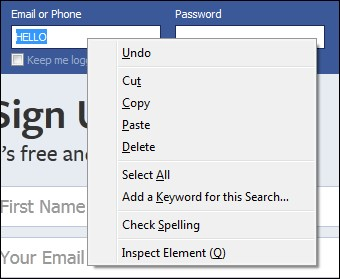 Email or Phone Password
HELLO
Keep me log
Undo
Cut
Copy
Paste
Delete
Select All
Add a Keyword for this Search...
Check Spelling
Inspect Element (Q)
Sign U
's free and
First Name
Your Email